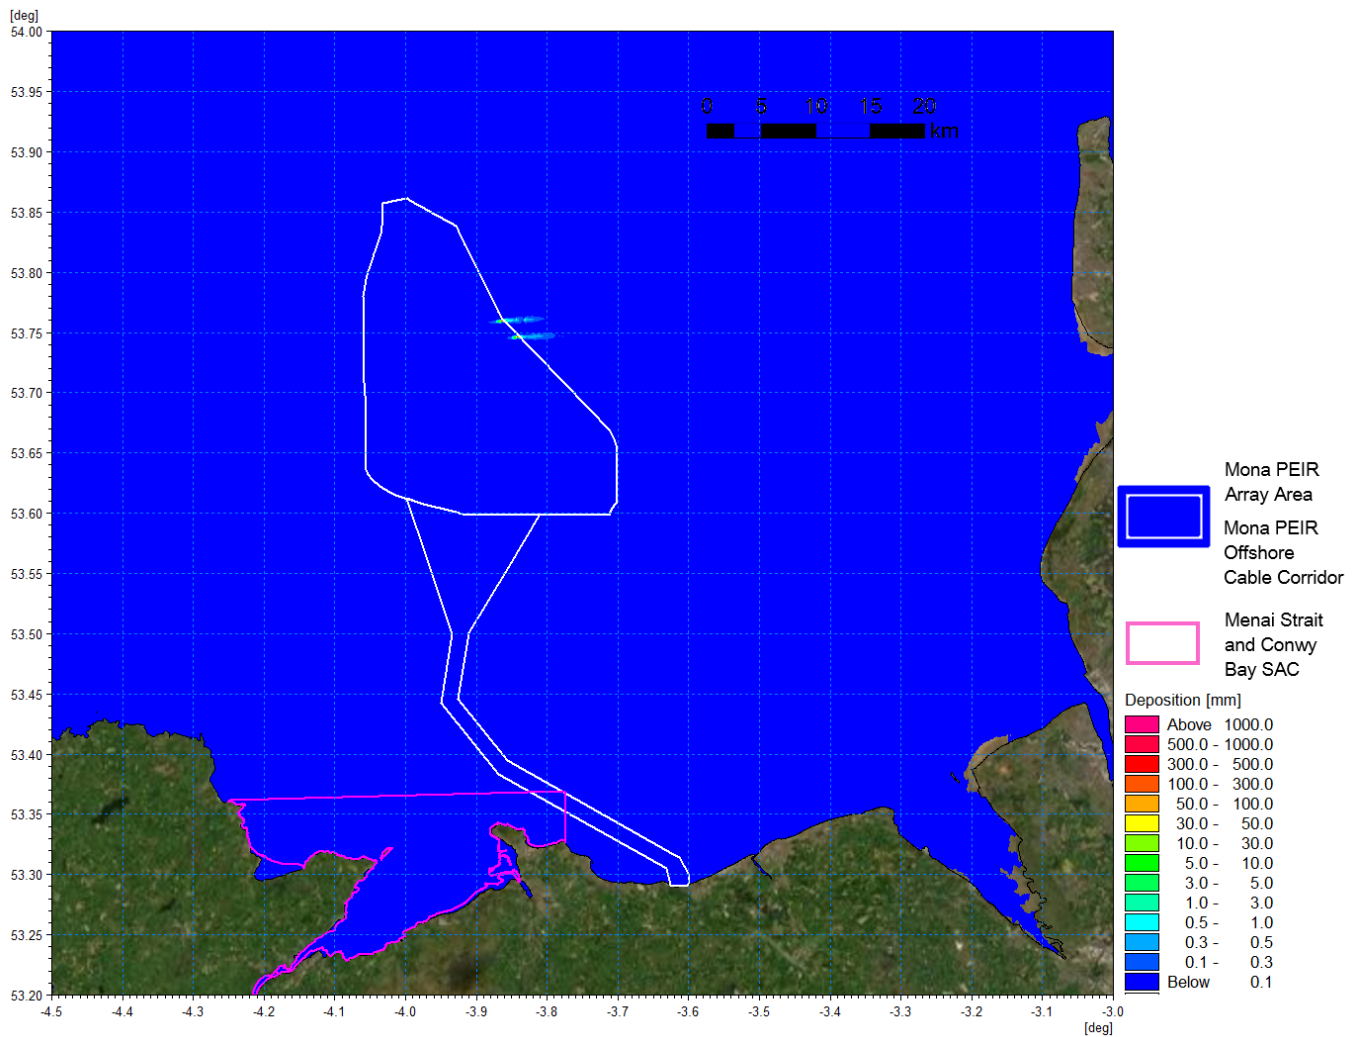 [deg]
54.00
53.95
53.90
53.85
53.80
53.75
53.70
53.65
53.60
53.55
53.50
53.45
53.40
53.35
53.30
53.25
53.20
0 5 10 15 20
km
-4.5 -4.4 -4.3 -4.2 -4.1 -4.0 -3.9 -3.8 -3.7 -3.6 -3.5 -3.4 -3.3 -3.2 -3.1 -3.0
[deg]
Mona PEIR
Array Area
Mona PEIR
Offshore
Cable Corridor
Menai Strait
and Conwy
Bay SAC
Deposition [mm]
Above 1000.0
500.0 - 1000.0
300.0 - 500.0
100.0 - 300.0
50.0 - 100.0
30.0 - 50.0
10.0 - 30.0
5.0 - 10.0
3.0 - 5.0
1.0 - 3.0
0.5 - 1.0
0.3 - 0.5
0.1 - 0.3
Below 0.1